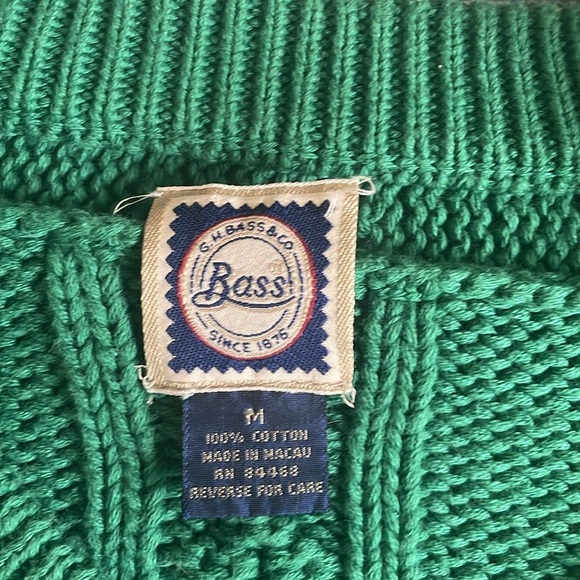 G.H. BASS & CO.
Bass
SINCE 1876
M
100% COTTON
MADE IN MACAU
RN 84468
REVERSE FOR CARE